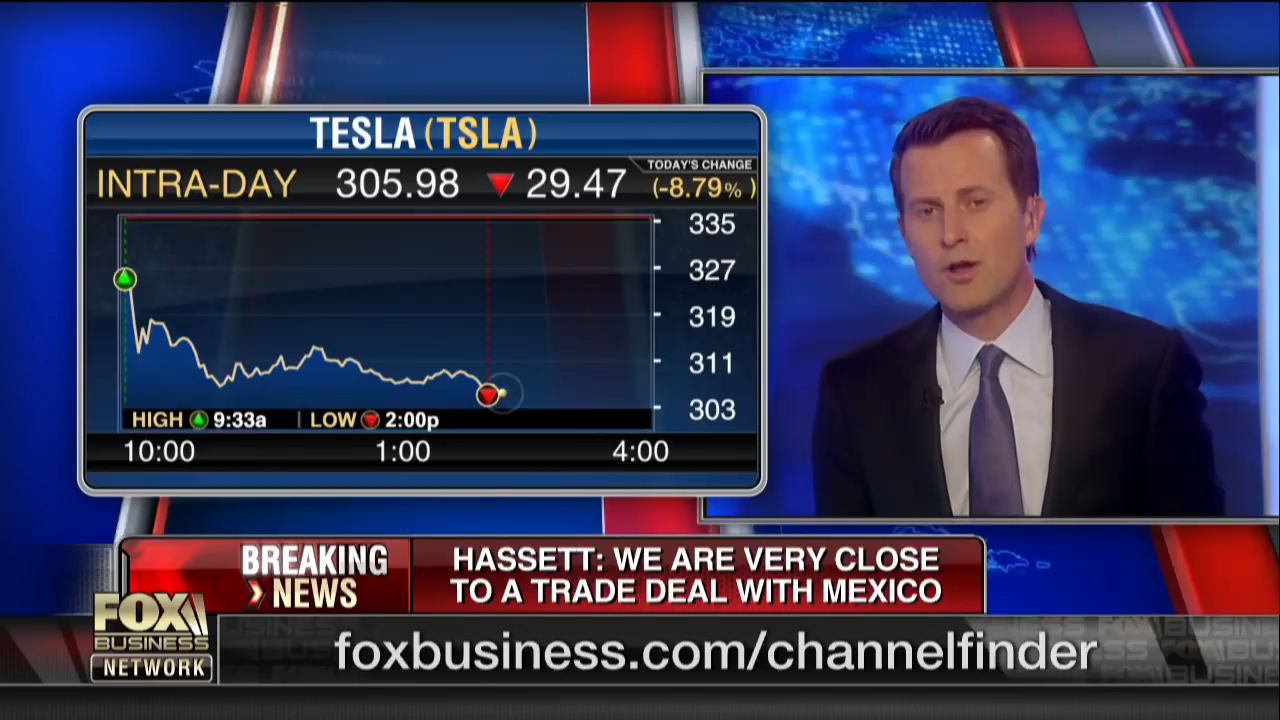 TESLA (TSLA)
INTRA-DAY 305.98 29.47
TODAY'S CHANGE
(-8.79%)
335
327
319
311
303
HIGH 9:33a | LOW 2:00p
10:00 1:00 4:00
BREAKING
NEWS
HASSETT: WE ARE VERY CLOSE
TO A TRADE DEAL WITH MEXICO
FOX
BUSINESS
NETWORK
foxbusiness.com/channelfinder